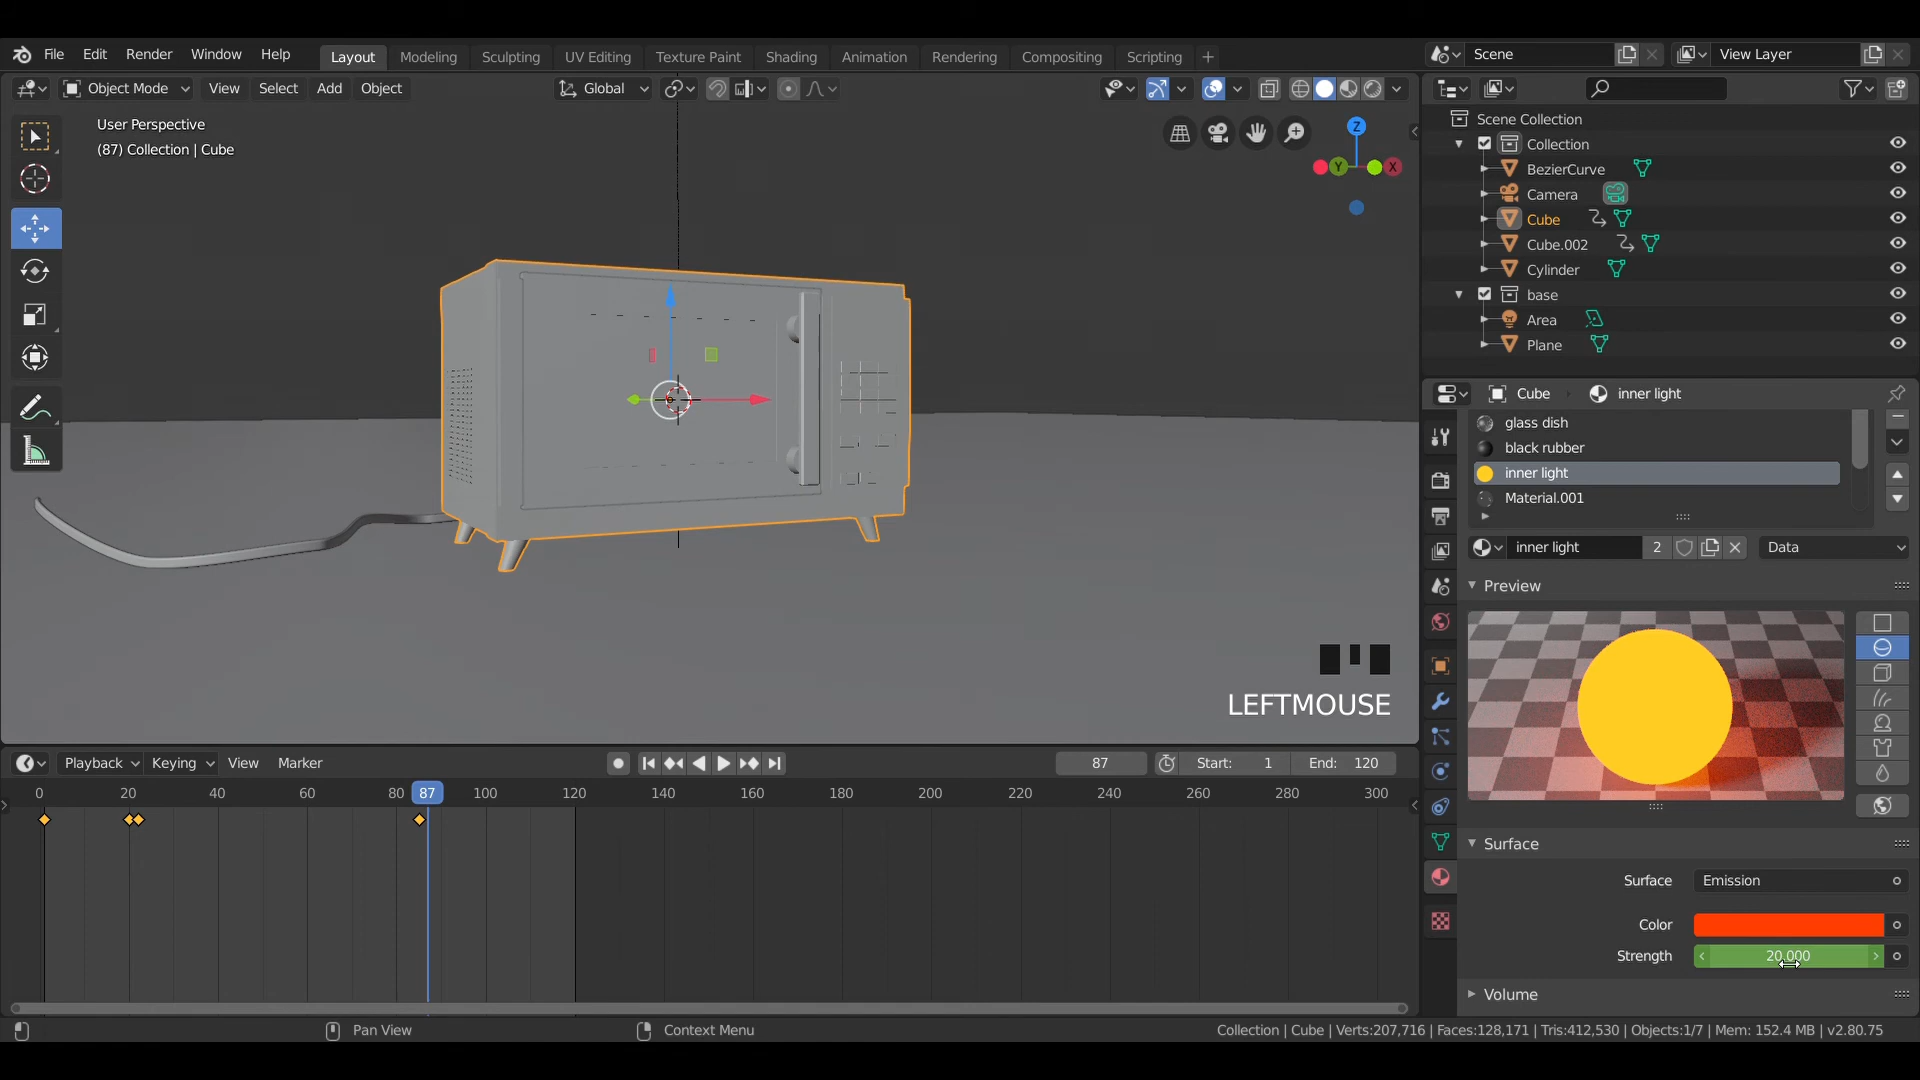 File Edit Render Window Help Layout Modeling Sculpting UV Editing Texture Paint Shading Animation Rendering Compositing Scripting + Scene View Layer
Object Mode View Select Add Object Global
User Perspective
(87) Collection | Cube
Z
Y
X
Scene Collection
Collection
BezierCurve
Camera
Cube
Cube.002
Cylinder
base
Area
Plane
Cube inner light
glass dish
black rubber
inner light
Material.001
inner light 2 Data
Preview
LEFTMOUSE
Surface
Surface Emission
Color
Strength 20.000
Volume
Playback Keying View Marker 87 Start: 1 End: 120
0 20 40 60 80 87 100 120 140 160 180 200 220 240 260 280 300
Pan View Context Menu Collection | Cube | Verts:207,716 | Faces:128,171 | Tris:412,530 | Objects:1/7 | Mem: 152.4 MB | v2.80.75